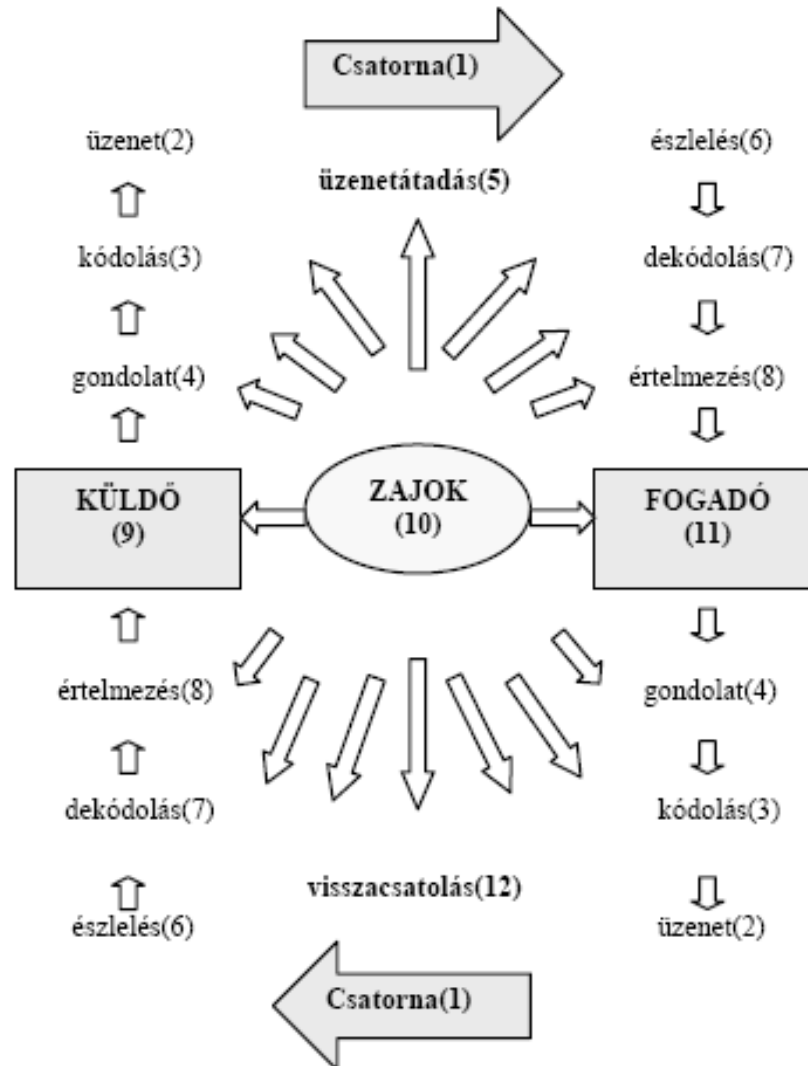 Csatorna(1)
üzenet(2)
észlelés(6)
üzenetátadás(5)
kódolás(3)
dekódolás(7)
gondolat(4)
értelmezés(8)
KÜLDŐ
(9)
ZAJOK
(10)
FOGADÓ
(11)
értelmezés(8)
gondolat(4)
dekódolás(7)
kódolás(3)
visszacsatolás(12)
észlelés(6)
üzenet(2)
Csatorna(1)